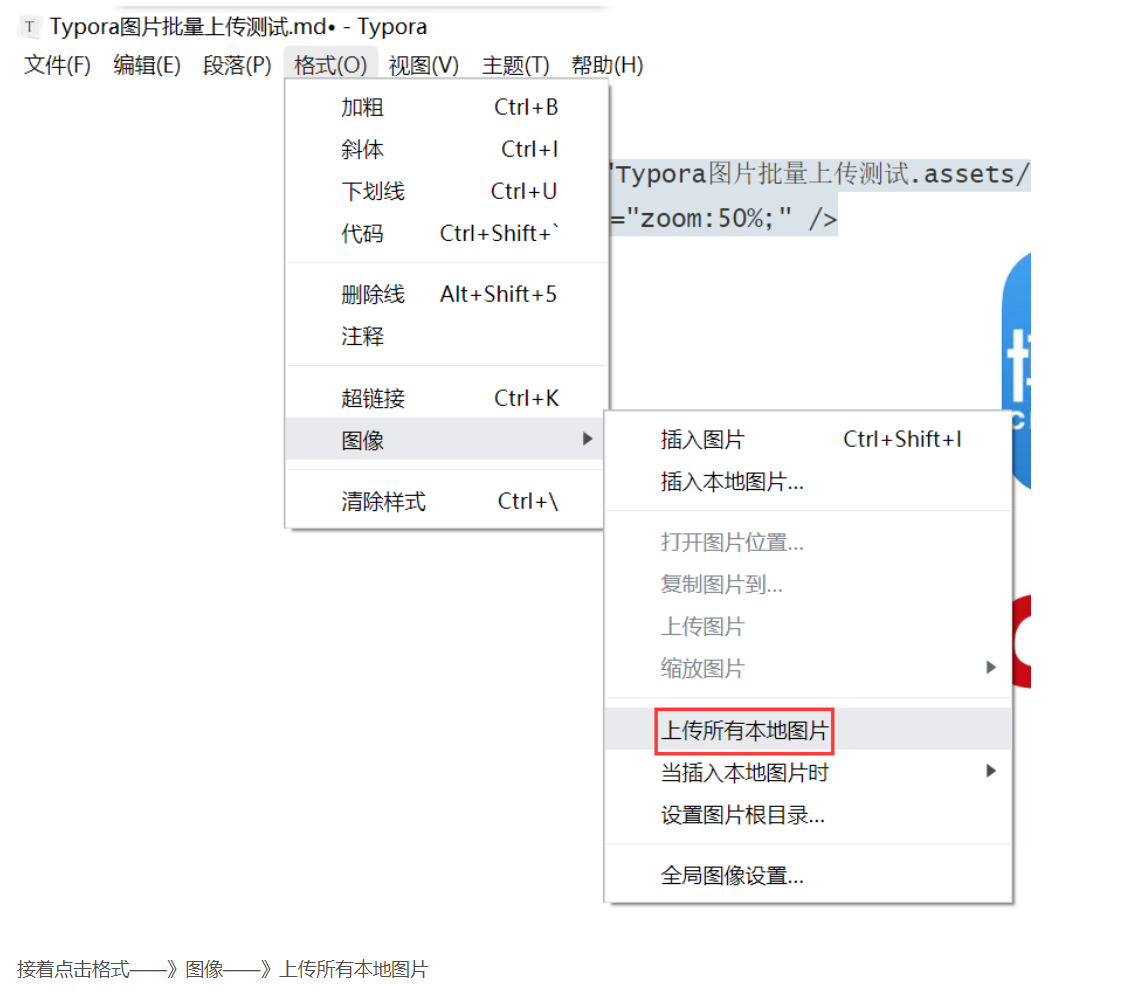 T Typora图片批量上传测试.md• - Typora
文件(F) 编辑(E) 段落(P) 格式(O) 视图(V) 主题(T) 帮助(H)
加粗 Ctrl+B
斜体 Ctrl+I
下划线 Ctrl+U
代码 Ctrl+Shift+`
删除线 Alt+Shift+5
注释
超链接 Ctrl+K
图像
清除样式 Ctrl+\
"Typora图片批量上传测试.assets/
="zoom:50%;" />
插入图片 Ctrl+Shift+I
插入本地图片...
打开图片位置...
复制图片到...
上传图片
缩放图片
上传所有本地图片
当插入本地图片时
设置图片根目录...
全局图像设置...
接着点击格式——》图像——》上传所有本地图片